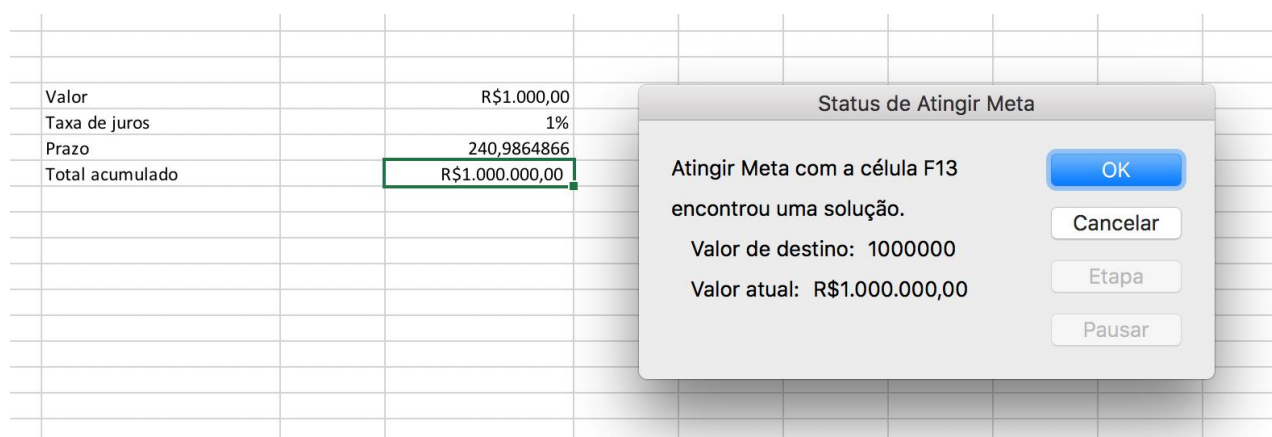 Valor R$1.000,00
Taxa de juros 1%
Prazo 240,9864866
Total acumulado R$1.000.000,00
Status de Atingir Meta
Atingir Meta com a célula F13
encontrou uma solução.
Valor de destino: 1000000
Valor atual: R$1.000.000,00
OK
Cancelar
Etapa
Pausar